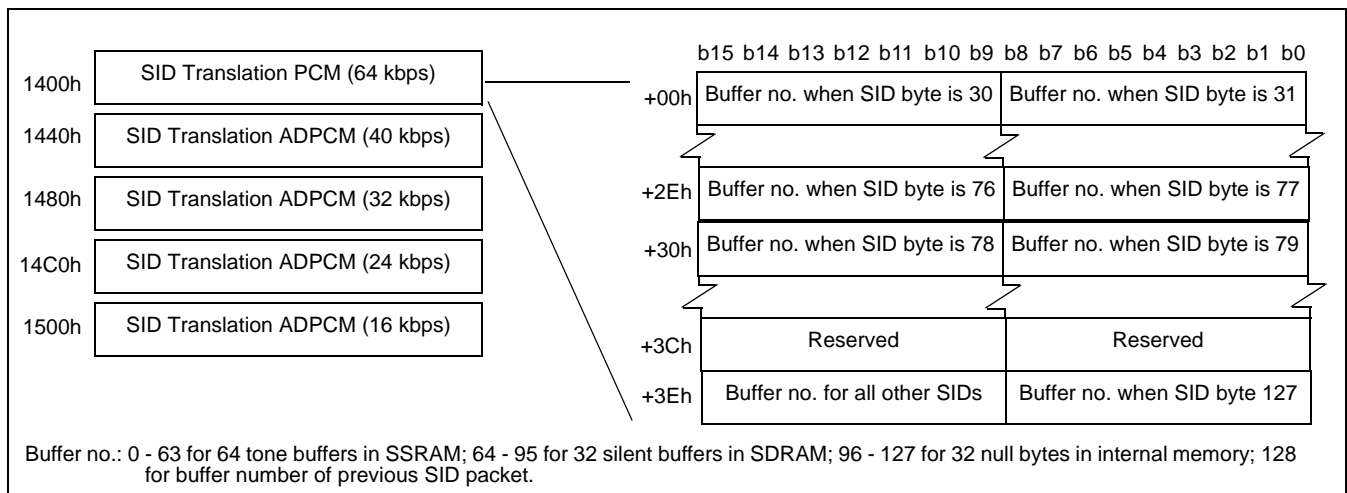 1400h SID Translation PCM (64 kbps)
1440h SID Translation ADPCM (40 kbps)
1480h SID Translation ADPCM (32 kbps)
14C0h SID Translation ADPCM (24 kbps)
1500h SID Translation ADPCM (16 kbps)
b15 b14 b13 b12 b11 b10 b9 b8 b7 b6 b5 b4 b3 b2 b1 b0
+00h Buffer no. when SID byte is 30 Buffer no. when SID byte is 31
+2Eh Buffer no. when SID byte is 76 Buffer no. when SID byte is 77
+30h Buffer no. when SID byte is 78 Buffer no. when SID byte is 79
+3Ch Reserved Reserved
+3Eh Buffer no. for all other SIDs Buffer no. when SID byte 127
Buffer no.: 0 - 63 for 64 tone buffers in SSRAM; 64 - 95 for 32 silent buffers in SDRAM; 96 - 127 for 32 null bytes in internal memory; 128
for buffer number of previous SID packet.